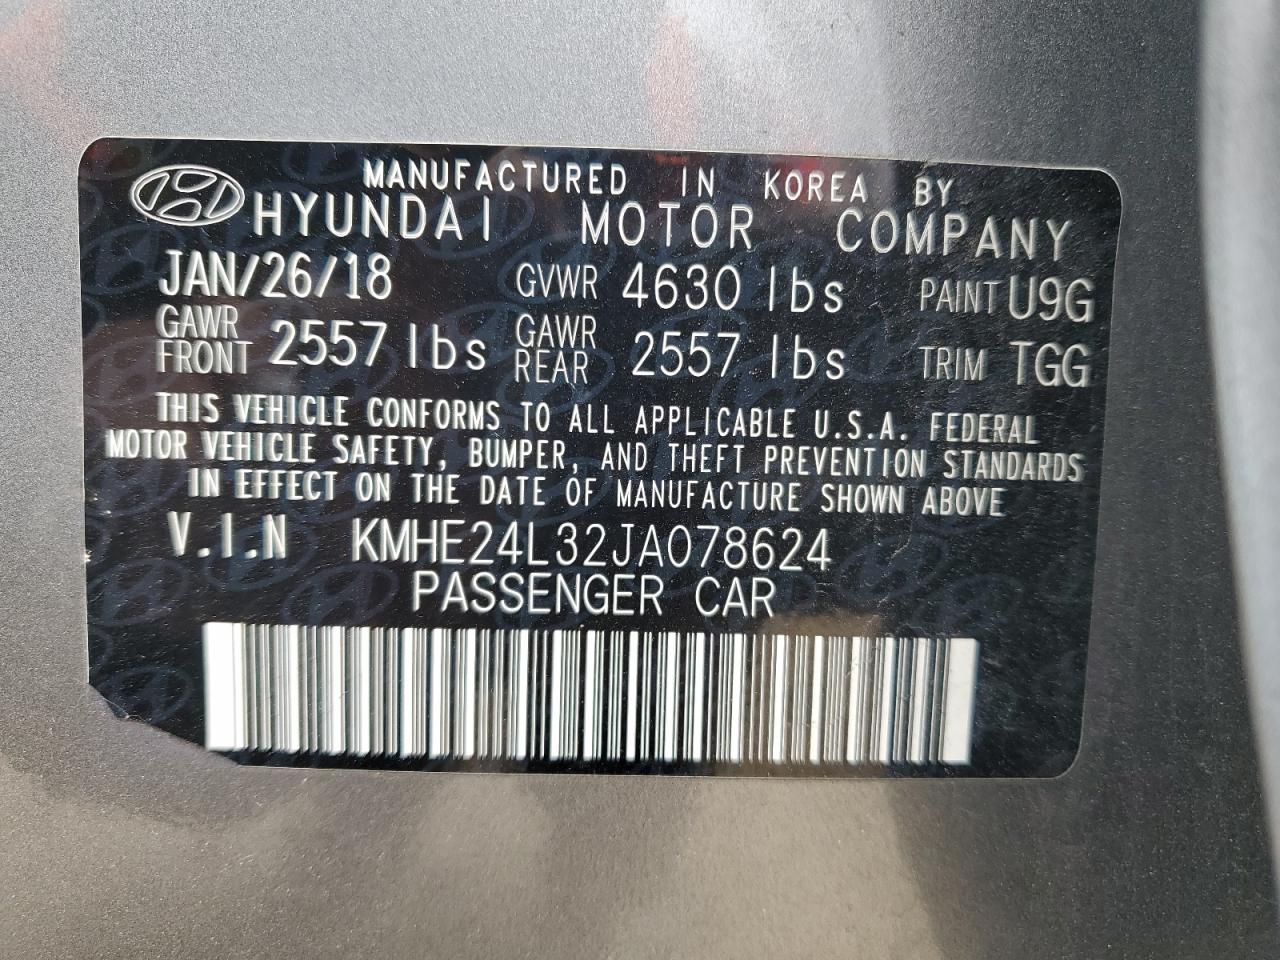 MANUFACTURED IN KOREA BY
HYUNDAI MOTOR COMPANY
JAN/26/18 GVWR 4630 lbs PAINT U9G
GAWR FRONT 2557 lbs GAWR REAR 2557 lbs TRIM TGG
THIS VEHICLE CONFORMS TO ALL APPLICABLE U.S.A. FEDERAL
MOTOR VEHICLE SAFETY, BUMPER, AND THEFT PREVENTION STANDARDS
IN EFFECT ON THE DATE OF MANUFACTURE SHOWN ABOVE
V.I.N KMHE24L32JA078624
PASSENGER CAR